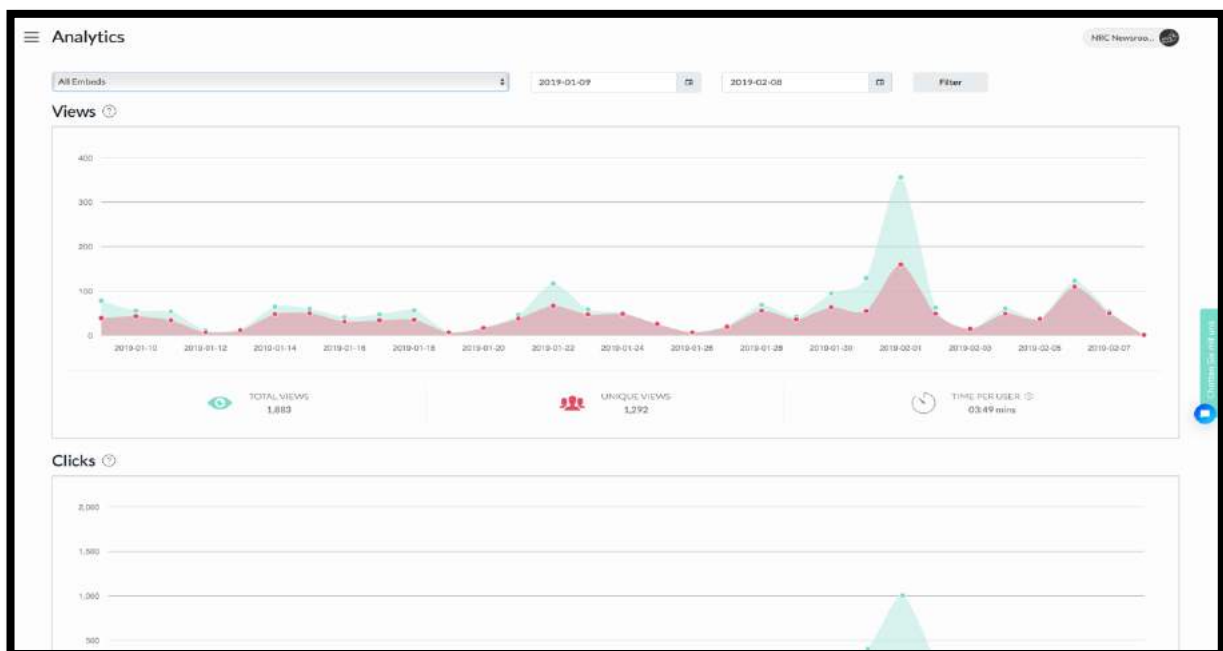 Analytics
NRC Newsroo...
All Embeds
2019-01-09
2019-02-08
Filter
Views
400
300
200
100
0
2019-01-10 2019-01-12 2019-01-14 2019-01-16 2019-01-18 2019-01-20 2019-01-22 2019-01-24 2019-01-26 2019-01-28 2019-01-30 2019-02-01 2019-02-03 2019-02-05 2019-02-07
TOTAL VIEWS
1,883
UNIQUE VIEWS
1,292
TIME PER USER
03:49 mins
Chatten Sie mit uns
Clicks
2,000
1,500
1,000
500